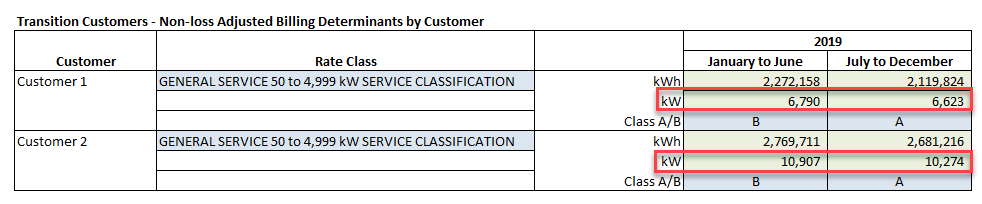 Transition Customers - Non-loss Adjusted Billing Determinants by Customer
2019
Customer Rate Class January to June July to December
Customer 1 GENERAL SERVICE 50 to 4,999 kW SERVICE CLASSIFICATION kWh 2,272,158 2,119,824
kW 6,790 6,623
Class A/B B A
Customer 2 GENERAL SERVICE 50 to 4,999 kW SERVICE CLASSIFICATION kWh 2,769,711 2,681,216
kW 10,907 10,274
Class A/B B A